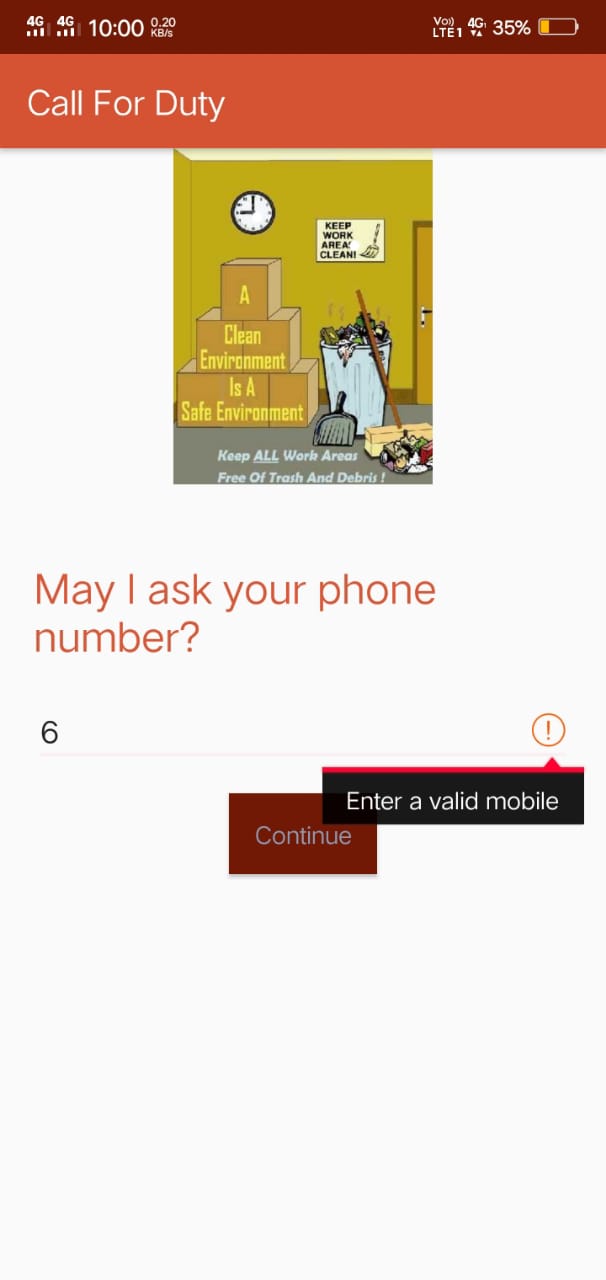 4G 4G 10:00 0.20 KB/s Vo)) LTE1 4G 35%
Call For Duty
KEEP
WORK
AREAS
CLEAN!
A
Clean
Environment
Is A
Safe Environment
Keep ALL Work Areas
Free Of Trash And Debris !
May I ask your phone
number?
6
!
Enter a valid mobile
Continue